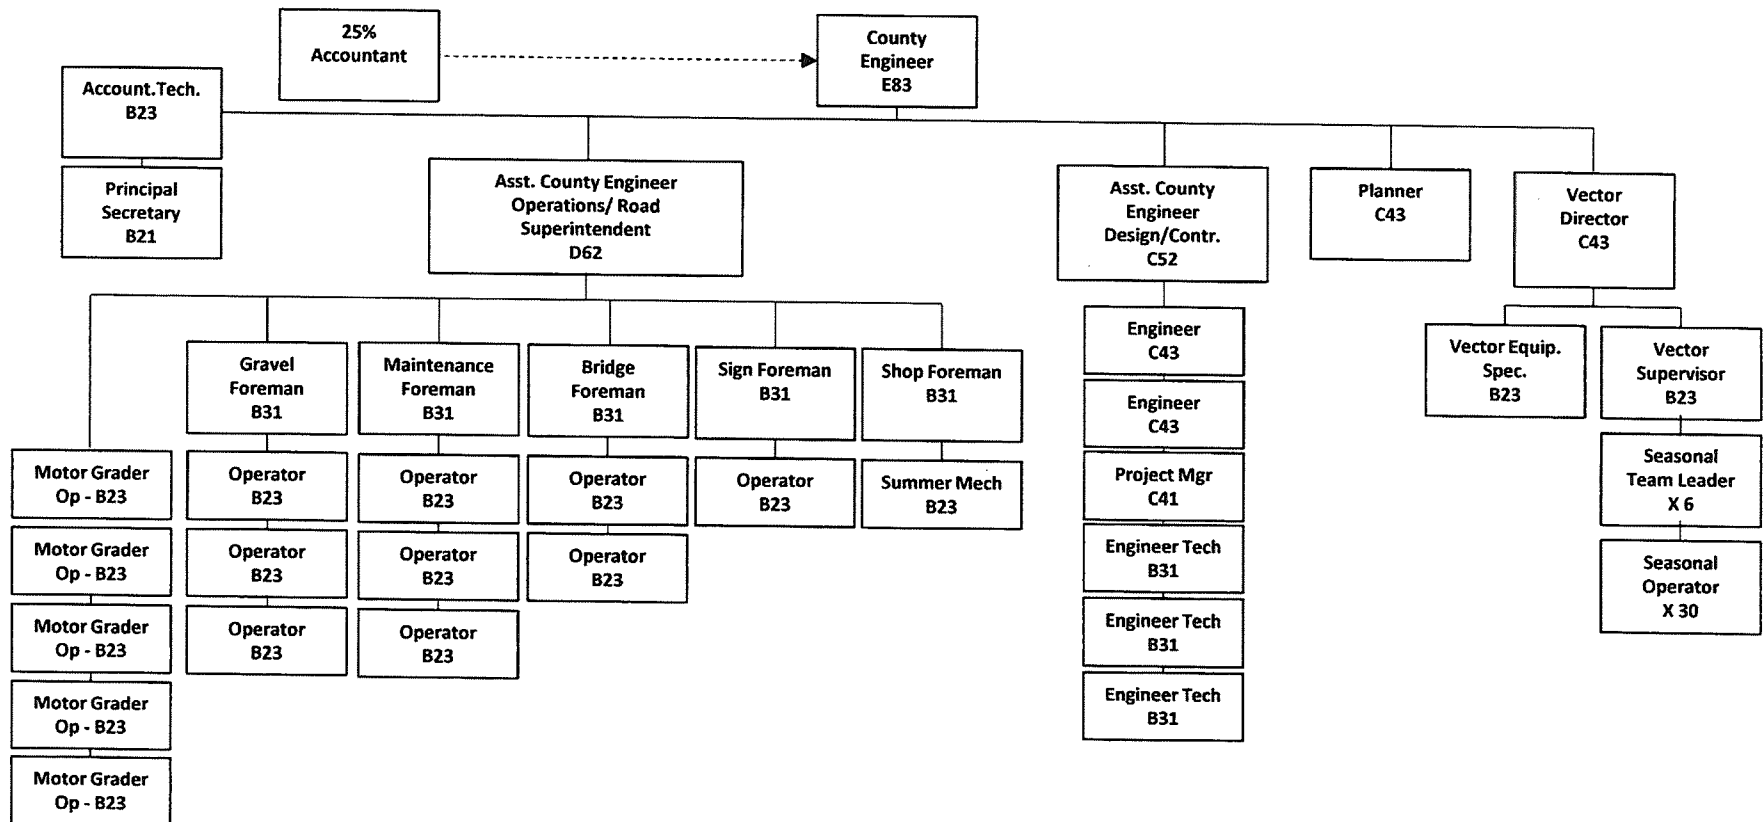 25%
Accountant
County
Engineer
E83
Account.Tech.
B23
Principal
Secretary
B21
Asst. County Engineer
Operations/ Road
Superintendent
D62
Asst. County
Engineer
Design/Contr.
C52
Planner
C43
Vector
Director
C43
Gravel
Foreman
B31
Maintenance
Foreman
B31
Bridge
Foreman
B31
Sign Foreman
B31
Shop Foreman
B31
Engineer
C43
Engineer
C43
Project Mgr
C41
Engineer Tech
B31
Engineer Tech
B31
Engineer Tech
B31
Vector Equip.
Spec.
B23
Vector
Supervisor
B23
Seasonal
Team Leader
X 6
Seasonal
Operator
X 30
Motor Grader
Op - B23
Motor Grader
Op - B23
Motor Grader
Op - B23
Motor Grader
Op - B23
Motor Grader
Op - B23
Operator
B23
Operator
B23
Operator
B23
Operator
B23
Operator
B23
Operator
B23
Operator
B23
Operator
B23
Operator
B23
Summer Mech
B23